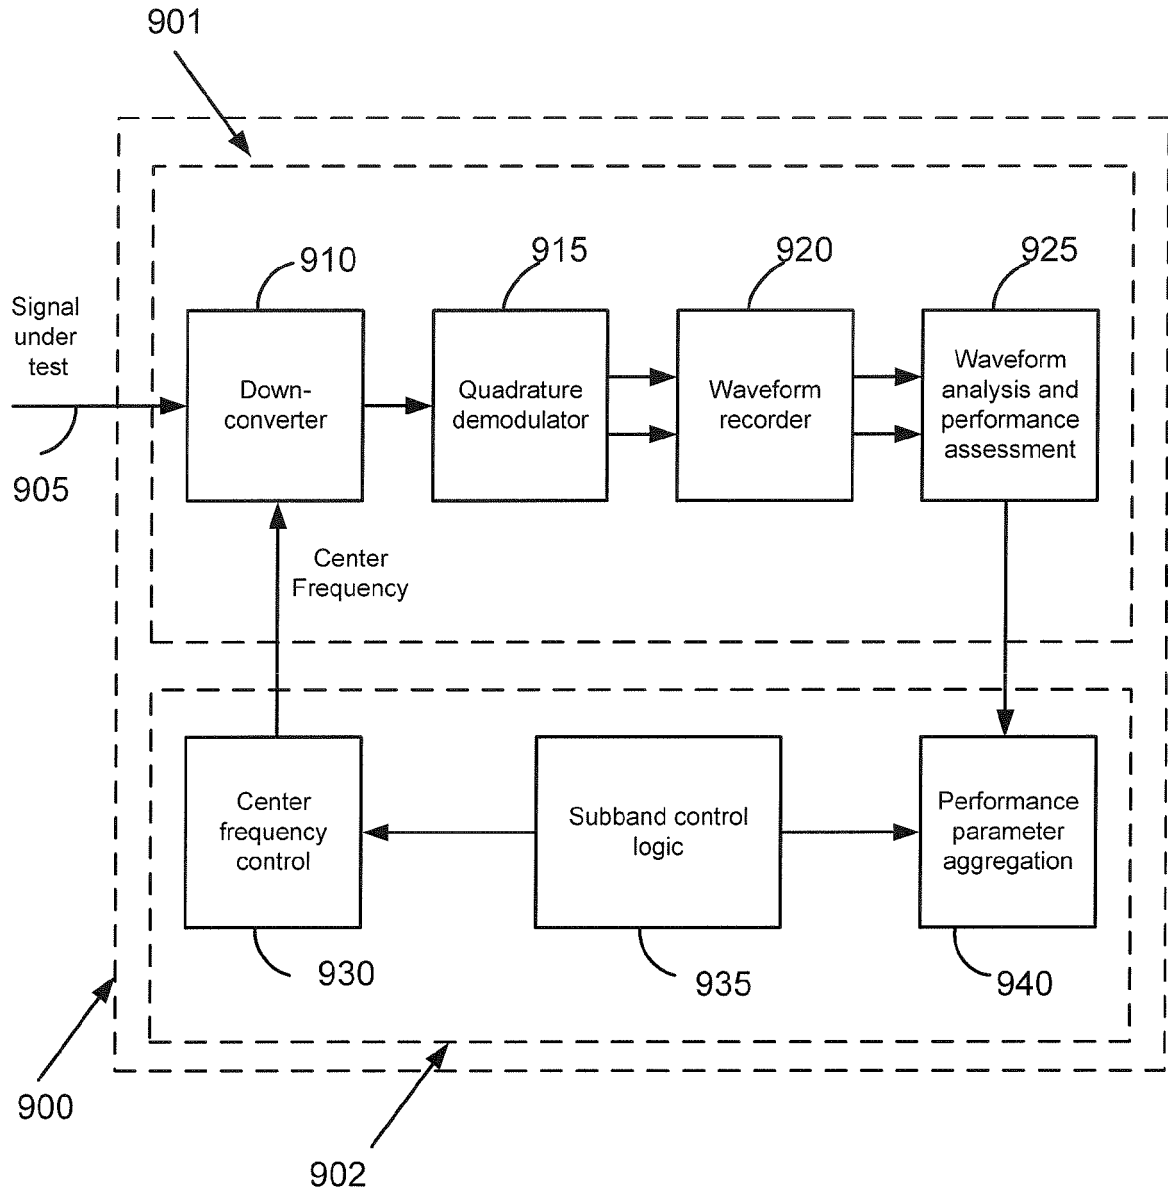 901
910
915
920
925
Signal
under
test
Down-
converter
Quadrature
demodulator
Waveform
recorder
Waveform
analysis and
performance
assessment
905
Center
Frequency
Center
frequency
control
Subband control
logic
Performance
parameter
aggregation
930
935
940
900
902